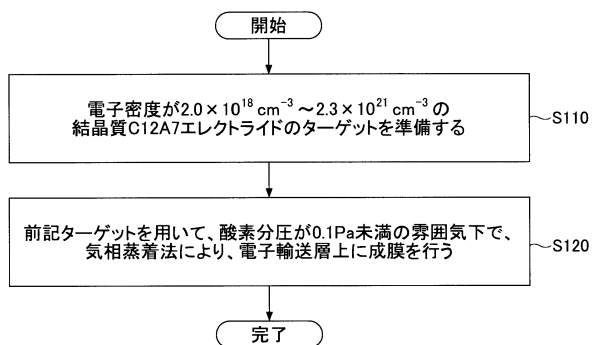 開始
電子密度が2.0×10¹⁸cm⁻³～2.3×10²¹cm⁻³の
結晶質C12A7エレクトライドのターゲットを準備する
S110
前記ターゲットを用いて、酸素分圧が0.1Pa未満の雰囲気下で、
気相蒸着法により、電子輸送層上に成膜を行う
S120
完了